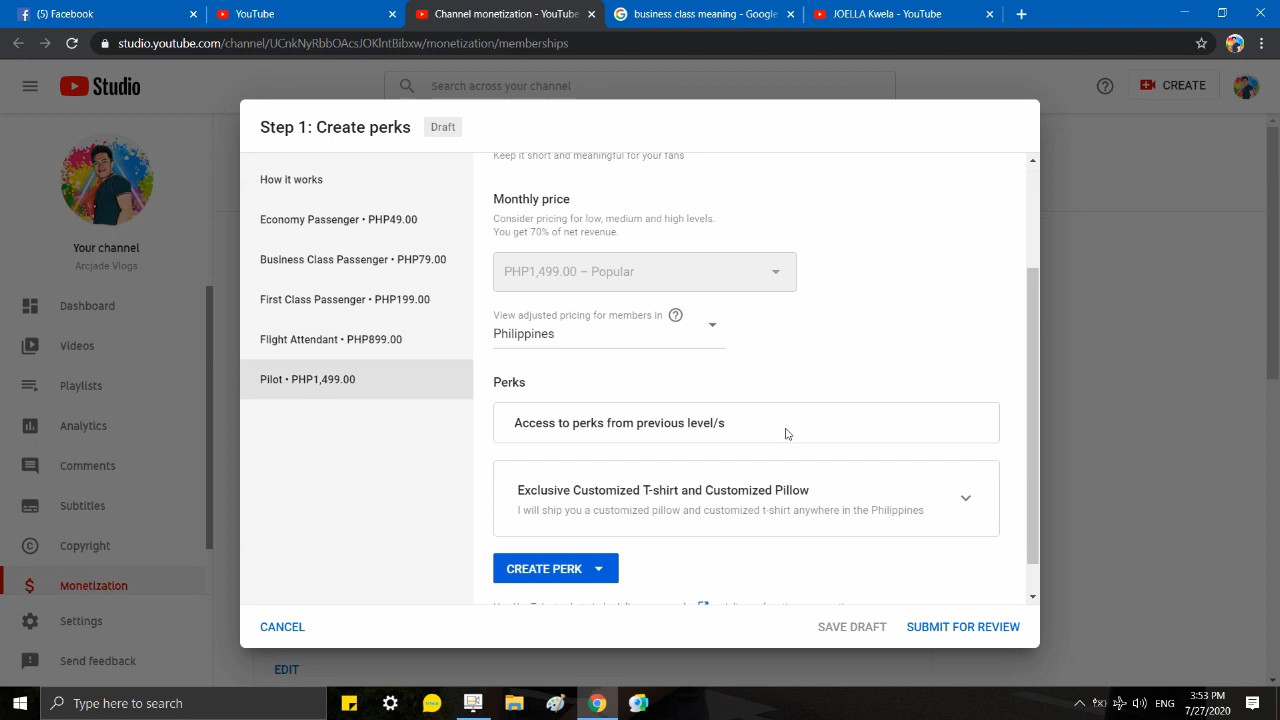 (5) Facebook
YouTube
Channel monetization - YouTube
business class meaning - Google
JOELLA Kwela - YouTube
studio.youtube.com/channel/UCnkNyRbbOAcsJOKlntBibxw/monetization/memberships
Studio
Search across your channel
CREATE
Step 1: Create perks
Draft
How it works
Economy Passenger • PHP49.00
Business Class Passenger • PHP79.00
First Class Passenger • PHP199.00
Flight Attendant • PHP899.00
Pilot • PHP1,499.00
Keep it short and meaningful for your fans
Monthly price
Consider pricing for low, medium and high levels.
You get 70% of net revenue.
PHP1,499.00 – Popular
View adjusted pricing for members in
Philippines
Perks
Access to perks from previous level/s
Exclusive Customized T-shirt and Customized Pillow
I will ship you a customized pillow and customized t-shirt anywhere in the Philippines
CREATE PERK
CANCEL
SAVE DRAFT
SUBMIT FOR REVIEW
Your channel
Arcjade Vlogs
Dashboard
Videos
Playlists
Analytics
Comments
Subtitles
Copyright
Monetization
Settings
Send feedback
EDIT
Type here to search
ENG
3:53 PM
7/27/2020